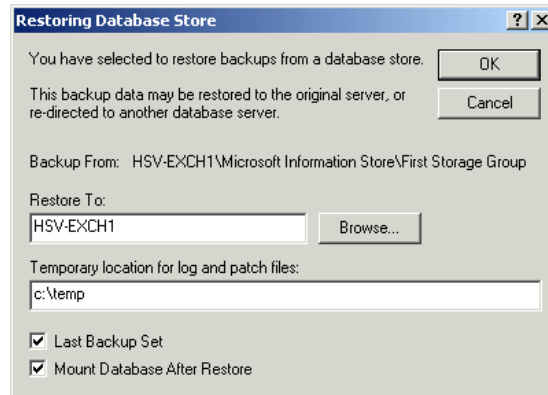 Restoring Database Store
You have selected to restore backups from a database store.
OK
This backup data may be restored to the original server, or
re-directed to another database server.
Cancel
Backup From: HSV-EXCH1\Microsoft Information Store\First Storage Group
Restore To:
HSV-EXCH1
Browse...
Temporary location for log and patch files:
c:\temp
Last Backup Set
Mount Database After Restore